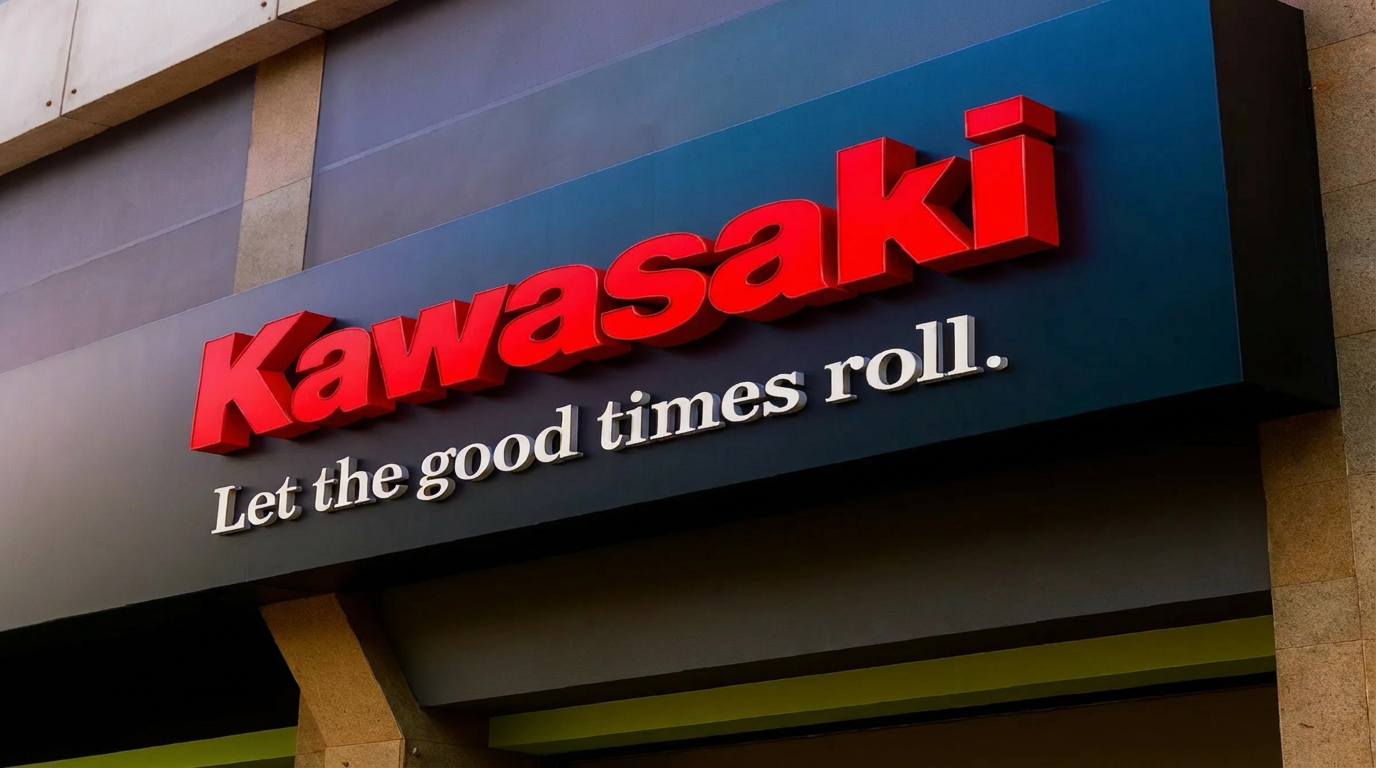 Kawasaki
Let the good times roll.